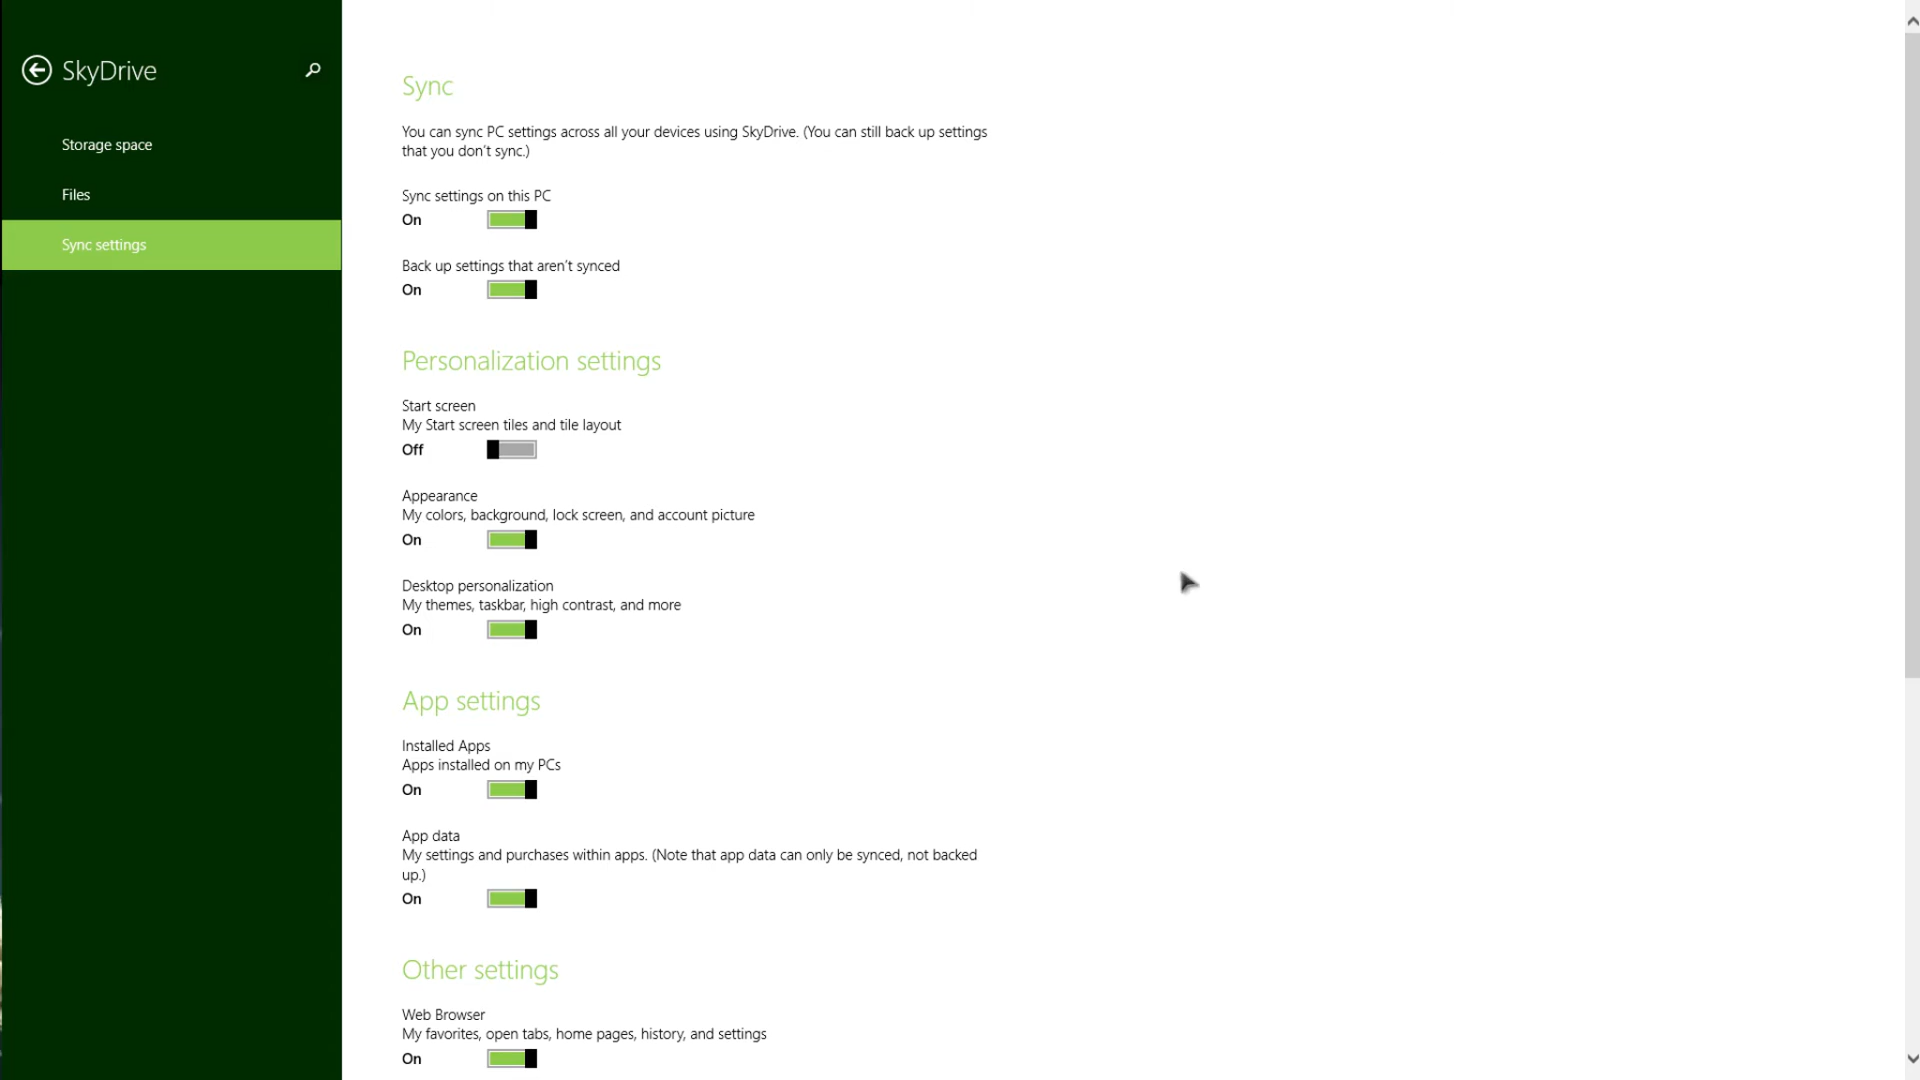 SkyDrive
Storage space
Files
Sync settings
Sync
You can sync PC settings across all your devices using SkyDrive. (You can still back up settings
that you don't sync.)
Sync settings on this PC
On
Back up settings that aren't synced
On
Personalization settings
Start screen
My Start screen tiles and tile layout
Off
Appearance
My colors, background, lock screen, and account picture
On
Desktop personalization
My themes, taskbar, high contrast, and more
On
App settings
Installed Apps
Apps installed on my PCs
On
App data
My settings and purchases within apps. (Note that app data can only be synced, not backed
up.)
On
Other settings
Web Browser
My favorites, open tabs, home pages, history, and settings
On